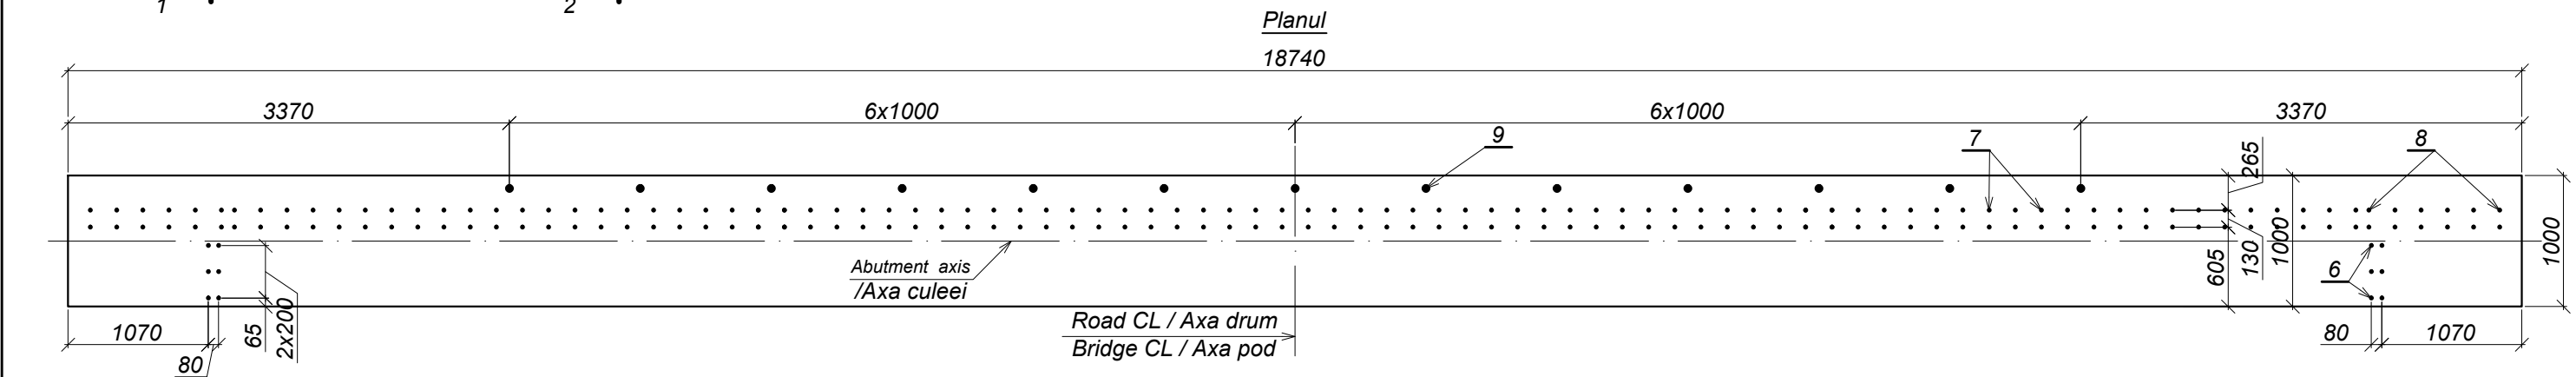 1 2
Planul
18740
3370 6x1000 6x1000 3370
9 7 8
265
Abutment axis
/Axa culeei
605 130 1000 6 1000
Road CL / Axa drum
Bridge CL / Axa pod
1070 80 65 2x200 80 1070